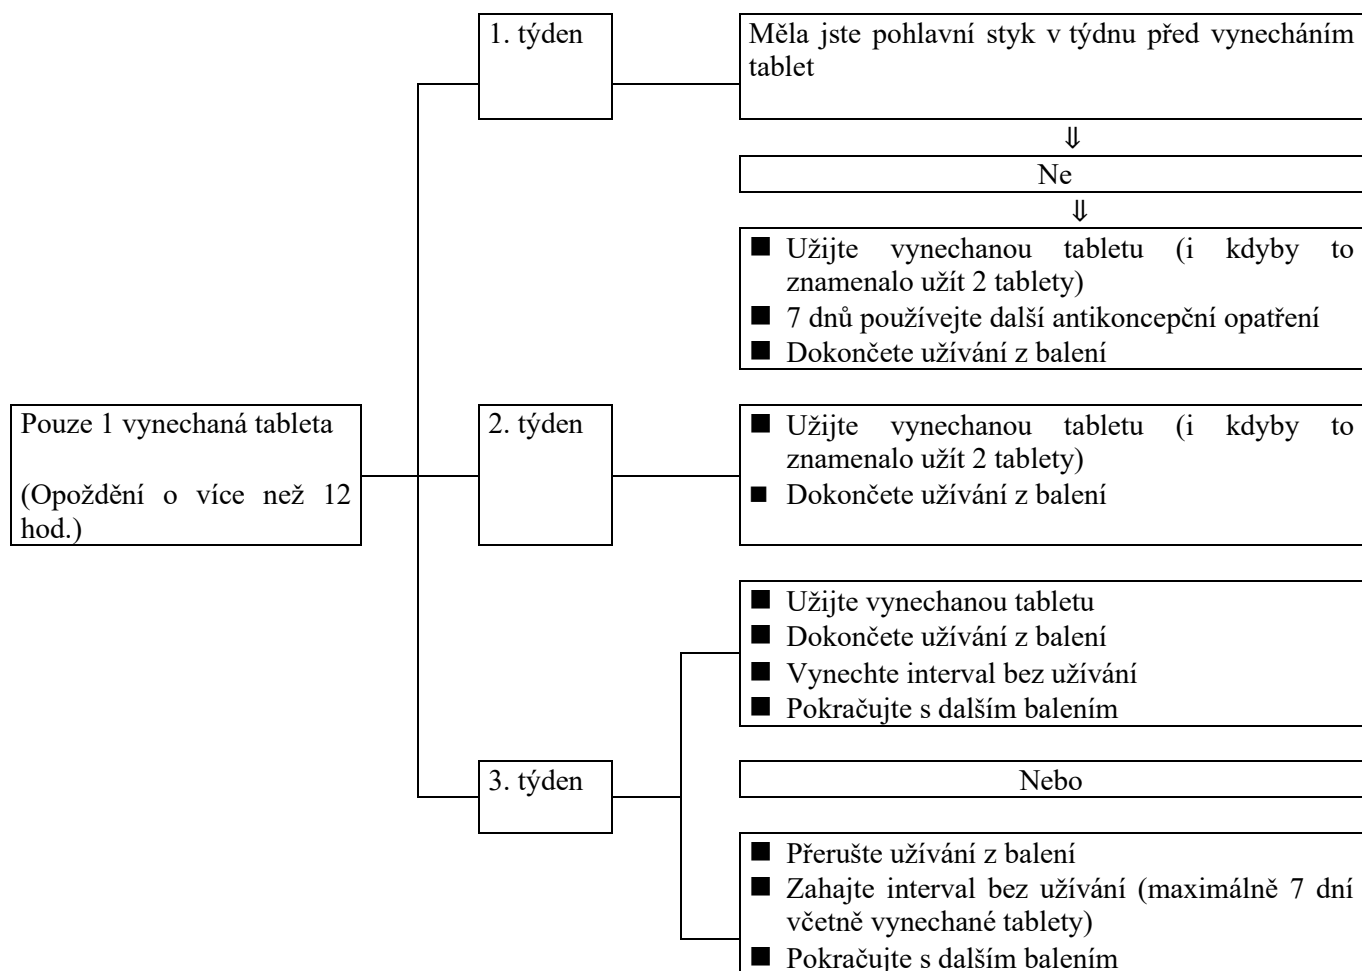 1. týden
Měla jste pohlavní styk v týdnu před vynecháním
tablet
⇓
Ne
⇓
■ Užijte vynechanou tabletu (i kdyby to
znamenalo užít 2 tablety)
■ 7 dnů používejte další antikoncepční opatření
■ Dokončete užívání z balení
Pouze 1 vynechaná tableta
(Opoždění o více než 12
hod.)
2. týden
■ Užijte vynechanou tabletu (i kdyby to
znamenalo užít 2 tablety)
■ Dokončete užívání z balení
■ Užijte vynechanou tabletu
■ Dokončete užívání z balení
■ Vynechte interval bez užívání
■ Pokračujte s dalším balením
3. týden
Nebo
■ Přerušte užívání z balení
■ Zahajte interval bez užívání (maximálně 7 dní
včetně vynechané tablety)
■ Pokračujte s dalším balením